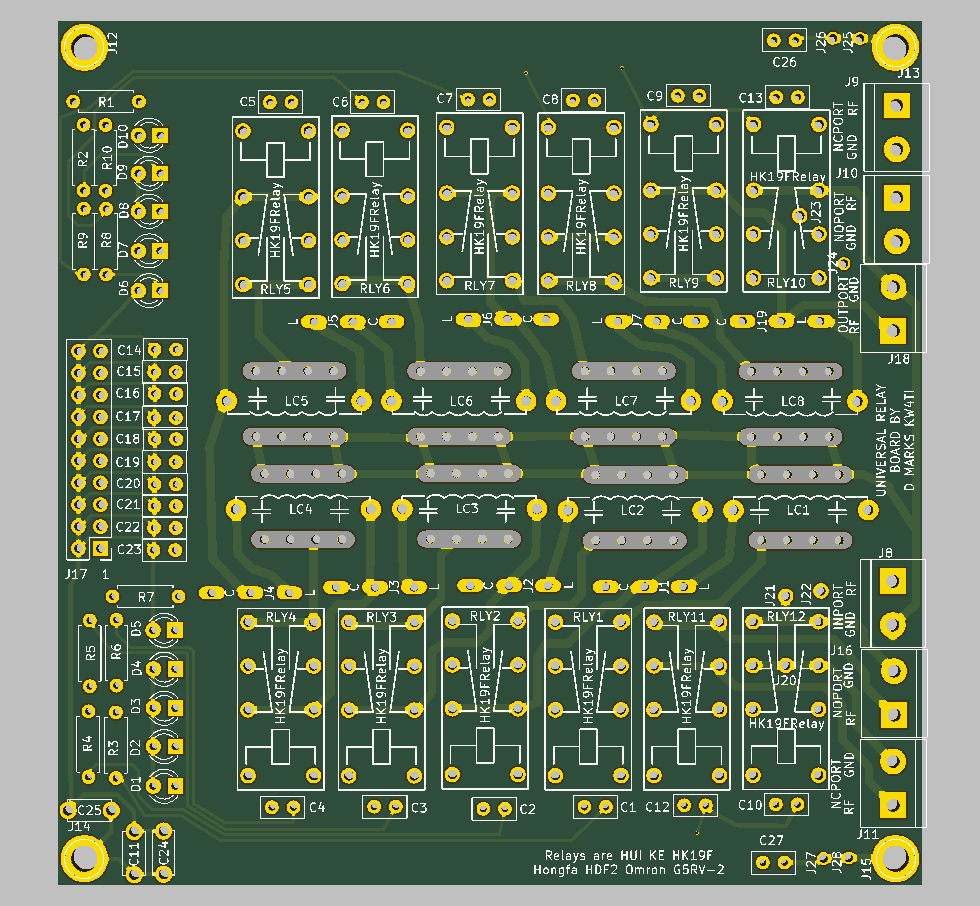 J12
J26
J25
C26
J13
R1
C5
C6
C7
C8
C9
C13
J9
NCPORT
RF
GND
D10
R2
R10
D9
HK19FRelay
HK19FRelay
HK19FRelay
HK19FRelay
HK19FRelay
HK19FRelay
J10
D8
J23
NOPORT
RF
GND
R9
R8
D7
J24
D6
RLY5
RLY6
RLY7
RLY8
RLY9
RLY10
OUTPORT
GND
RF
L
J5
C
L
J6
C
L
J7
C
C
J19
L
J18
C14
C15
C16
C17
C18
C19
C20
C21
C22
C23
LC5
LC6
LC7
LC8
UNIVERSAL RELAY
BOARD BY
D MARKS KW4TI
LC4
LC3
LC2
LC1
J17
1
J8
R7
C
J4
L
C
J3
L
C
J2
L
C
J1
L
J21
J22
INPORT
RF
GND
RLY4
RLY3
RLY2
RLY1
RLY11
RLY12
D5
R5
R6
D4
J16
J20
HK19FRelay
HK19FRelay
HK19FRelay
HK19FRelay
HK19FRelay
HK19FRelay
NOPORT
GND
RF
D3
R4
R3
D2
D1
NCPORT
GND
RF
C25
C4
C3
C2
C1
C12
C10
J14
J11
C11
C24
C27
J27
J28
J15
Relays are HUI KE HK19F
Hongfa HDF2 Omron G5RV-2